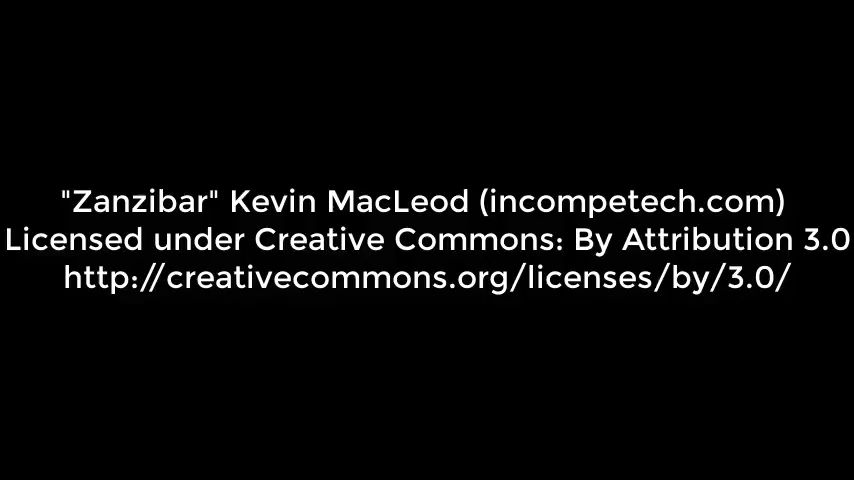 "Zanzibar" Kevin MacLeod (incompetech.com)
Licensed under Creative Commons: By Attribution 3.0
http://creativecommons.org/licenses/by/3.0/